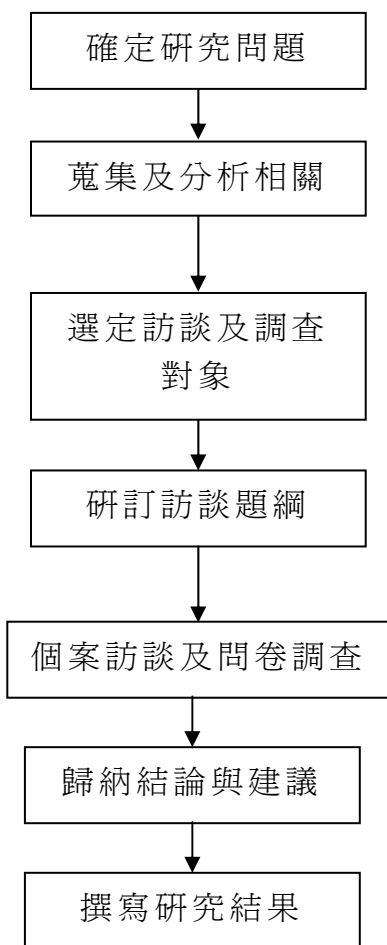 確定研究問題
蒐集及分析相關
選定訪談及調查
對象
研訂訪談題綱
個案訪談及問卷調查
歸納結論與建議
撰寫研究結果